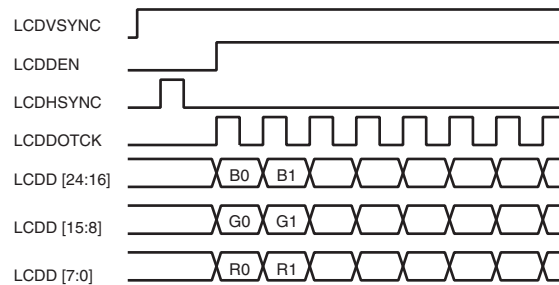 LCDVSYNC
LCDDEN
LCDHSYNC
LCDDOTCK
LCDD [24:16] B0 B1
LCDD [15:8] G0 G1
LCDD [7:0] R0 R1